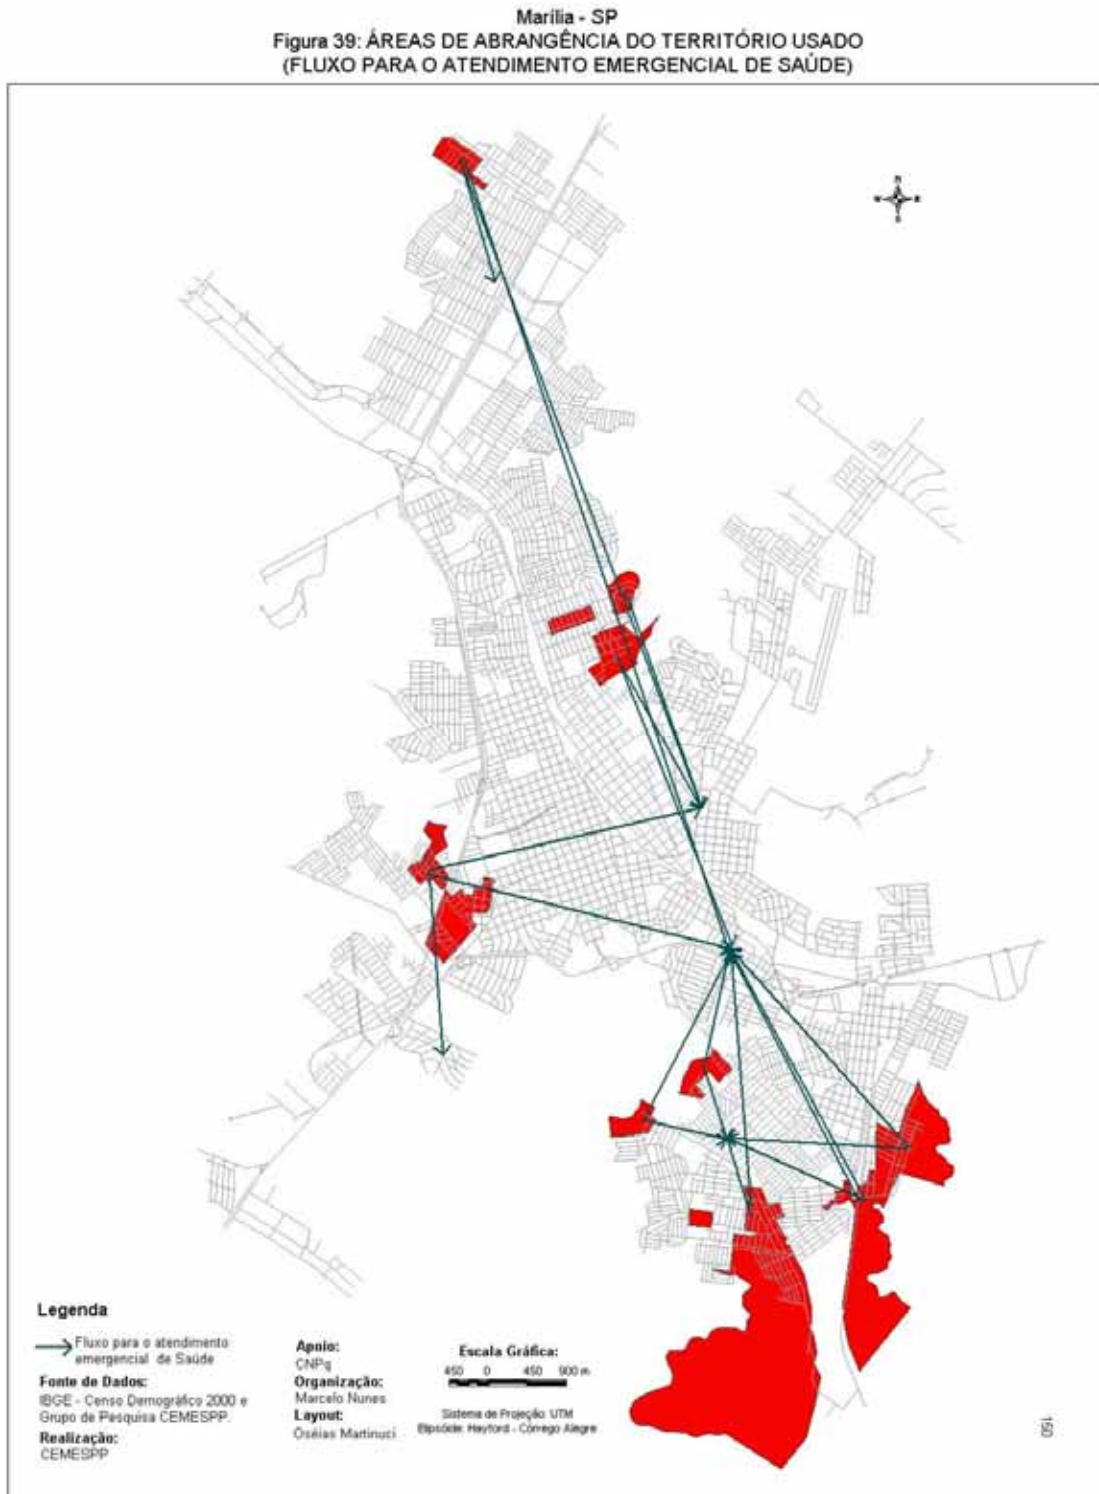 Marília - SP
Figura 39: ÁREAS DE ABRANGÊNCIA DO TERRITÓRIO USADO
(FLUXO PARA O ATENDIMENTO EMERGENCIAL DE SAÚDE)
N
W
E
S
Legenda
Fluxo para o atendimento
emergencial de Saúde
Fonte de Dados:
IBGE - Censo Demográfico 2000 e
Grupo de Pesquisa CEMESPP.
Realização:
CEMESPP
Apoio:
CNPq
Organização:
Marcelo Nunes
Layout:
Oséias Martinuci
Escala Gráfica:
450 0 450 900 m
Sistema de Projeção: UTM
Elipsóide: Hayford - Córrego Alegre
150